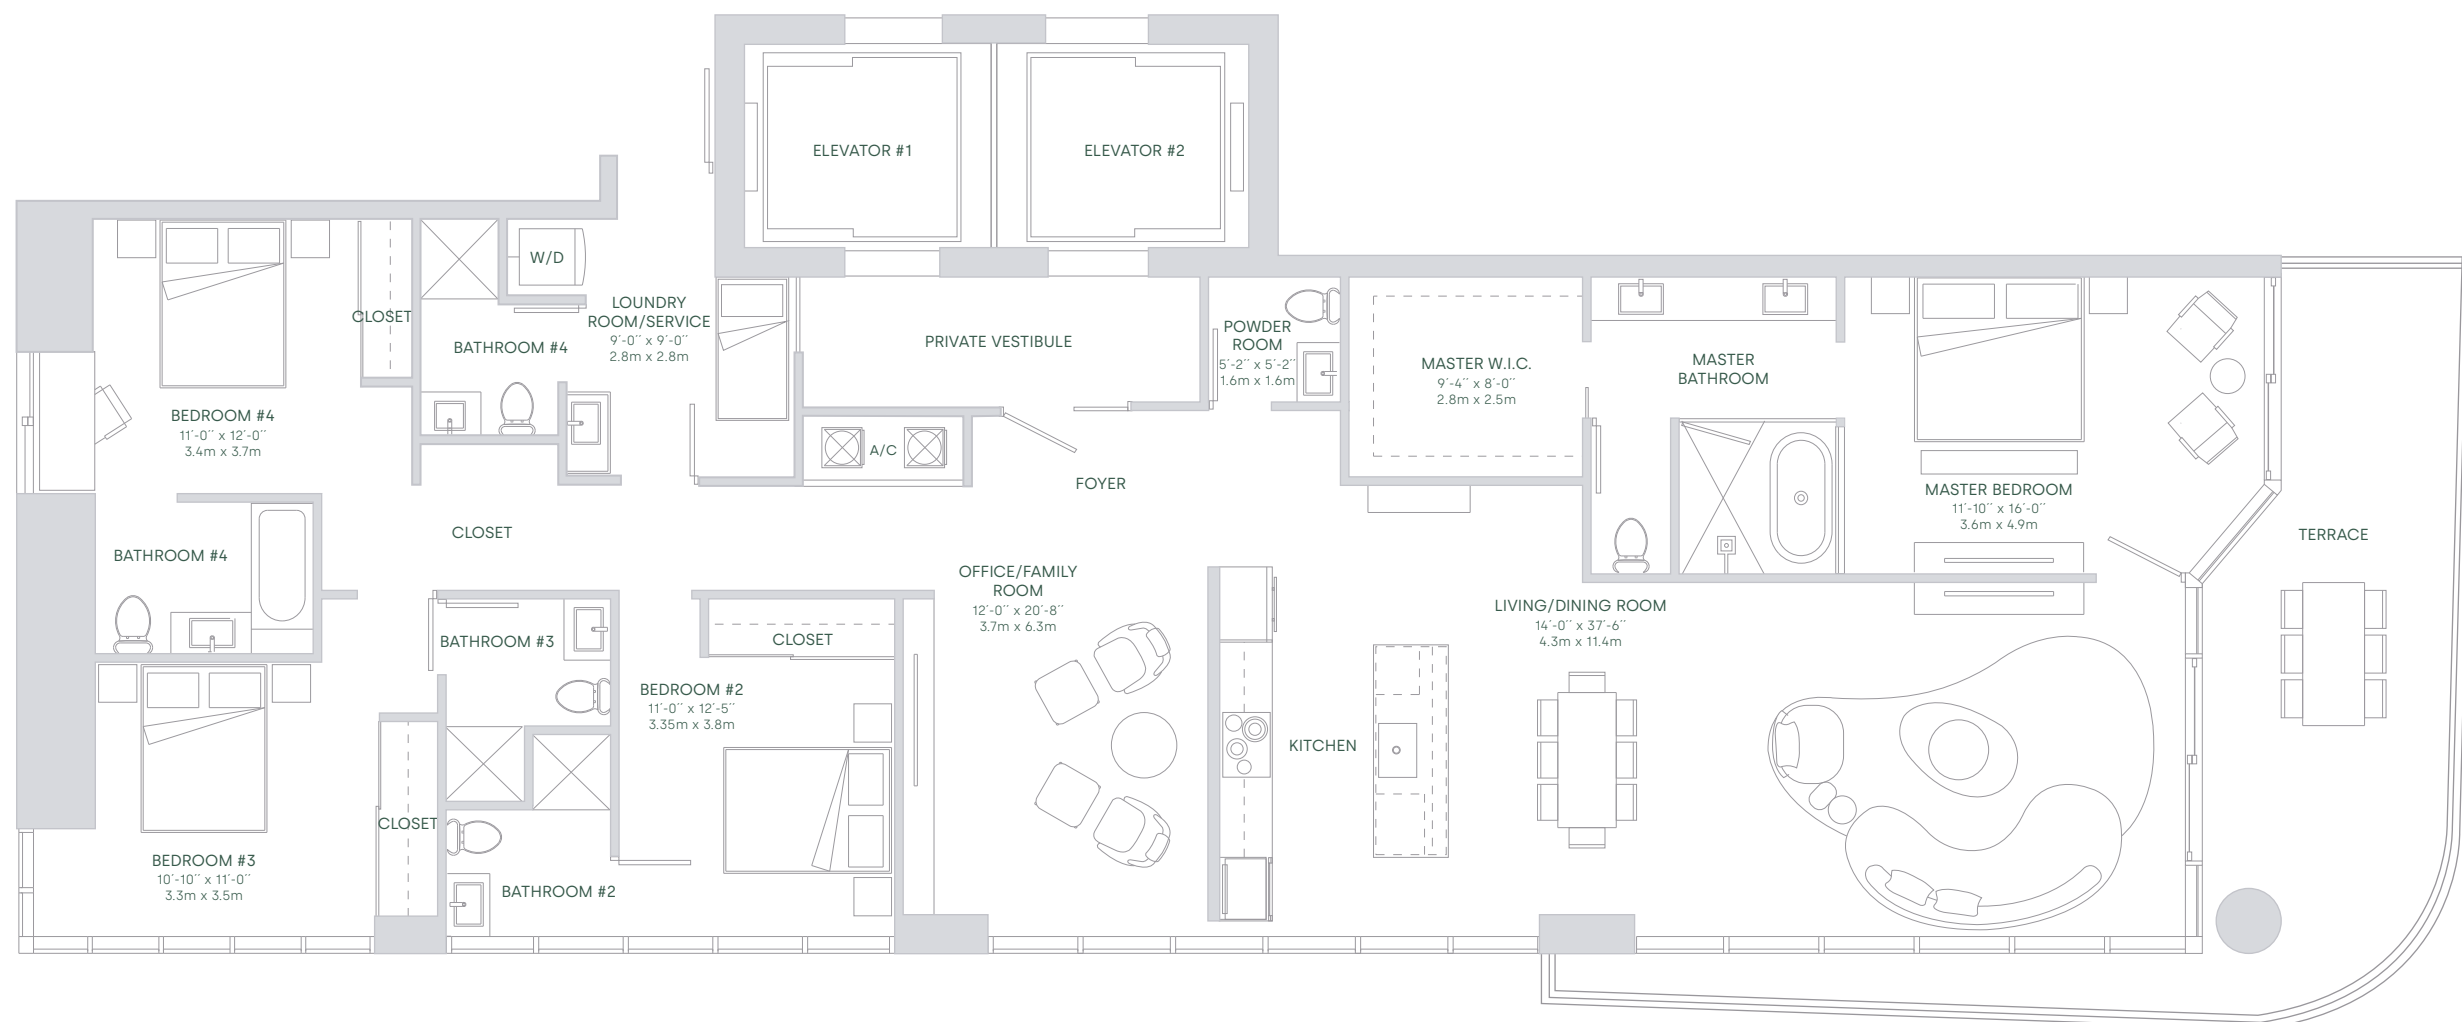 ELEVATOR #1
ELEVATOR #2
W/D
CLOSET
LOUNDRY
ROOM/SERVICE
9´-0´´ x 9´-0´´
2.8m x 2.8m
BATHROOM #4
PRIVATE VESTIBULE
POWDER
ROOM
5´-2´´ x 5´-2´´
1.6m x 1.6m
MASTER W.I.C.
9´-4´´ x 8´-0´´
2.8m x 2.5m
MASTER
BATHROOM
BEDROOM #4
11´-0´´ x 12´-0´´
3.4m x 3.7m
A/C
FOYER
MASTER BEDROOM
11´-10´´ x 16´-0´´
3.6m x 4.9m
TERRACE
CLOSET
BATHROOM #4
OFFICE/FAMILY
ROOM
12´-0´´ x 20´-8´´
3.7m x 6.3m
LIVING/DINING ROOM
14´-0´´ x 37´-6´´
4.3m x 11.4m
BATHROOM #3
CLOSET
BEDROOM #2
11´-0´´ x 12´-5´´
3.35m x 3.8m
KITCHEN
CLOSET
BEDROOM #3
10´-10´´ x 11´-0´´
3.3m x 3.5m
BATHROOM #2